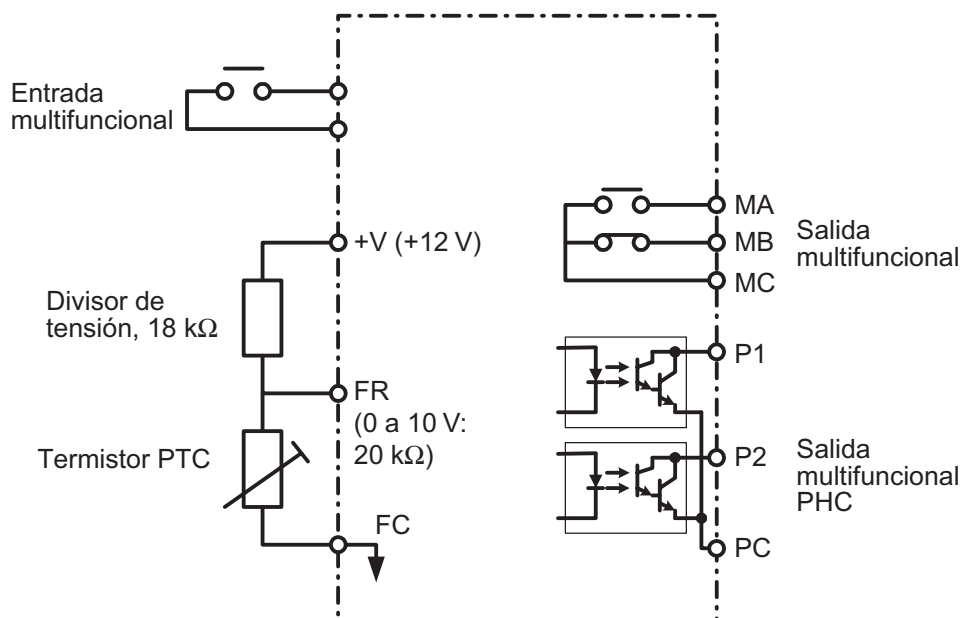 Entrada
multifuncional
+V (+12 V)
Divisor de
tensión, 18 kΩ
FR
(0 a 10 V:
20 kΩ)
Termistor PTC
FC
MA
MB
MC
Salida
multifuncional
P1
P2
PC
Salida
multifuncional
PHC